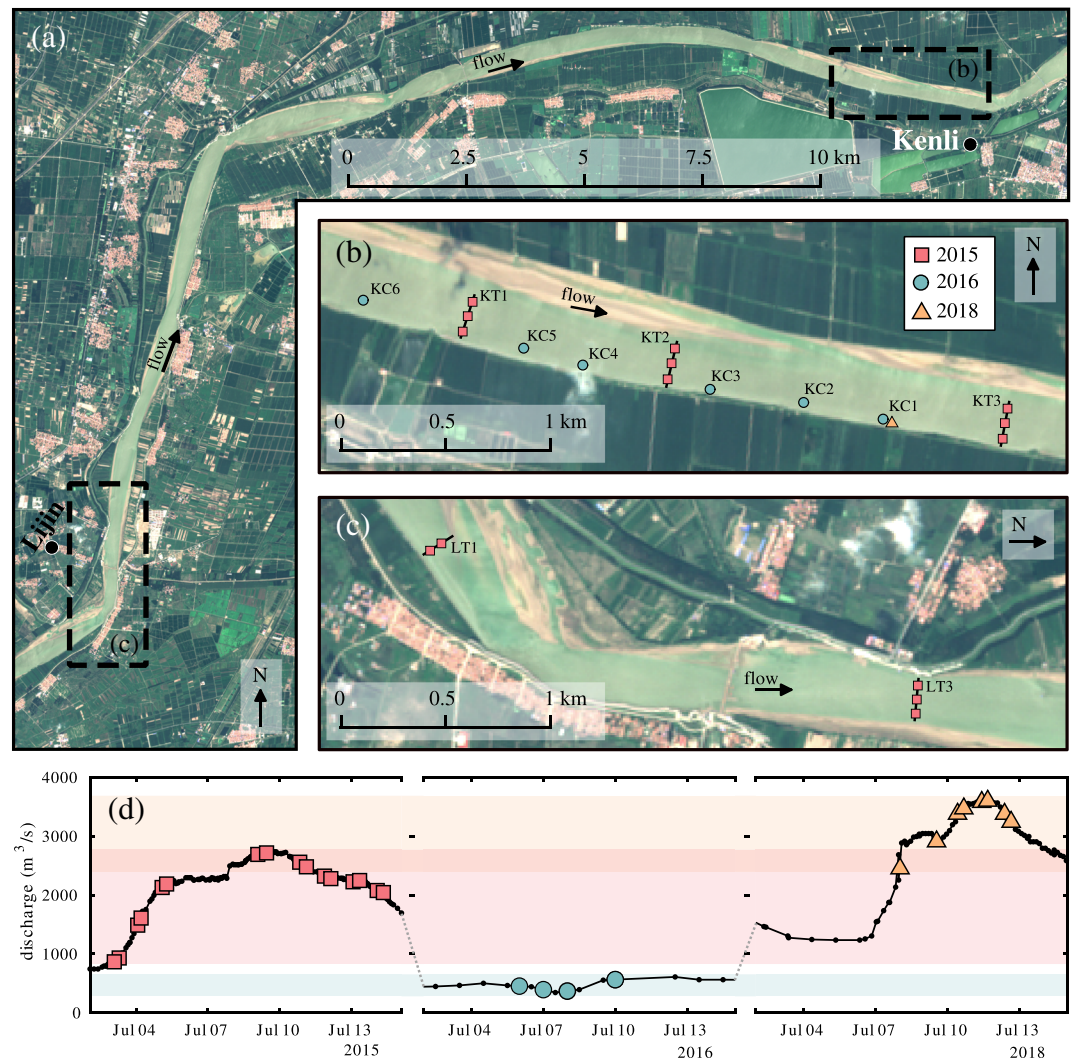 (a)
flow
(b)
Kenli
0 2.5 5 7.5 10 km
flow
Lijin
(c)
N
(b)
2015
2016
2018
N
KC6
KT1
flow
KC5
KT2
KC4
KC3
KC2
KC1
KT3
0 0.5 1 km
(c)
N
LT1
flow
LT3
0 0.5 1 km
(d)
discharge (m³/s)
4000
3000
2000
1000
0
Jul 04 Jul 07 Jul 10 Jul 13 Jul 04 Jul 07 Jul 10 Jul 13 Jul 04 Jul 07 Jul 10 Jul 13
2015 2016 2018